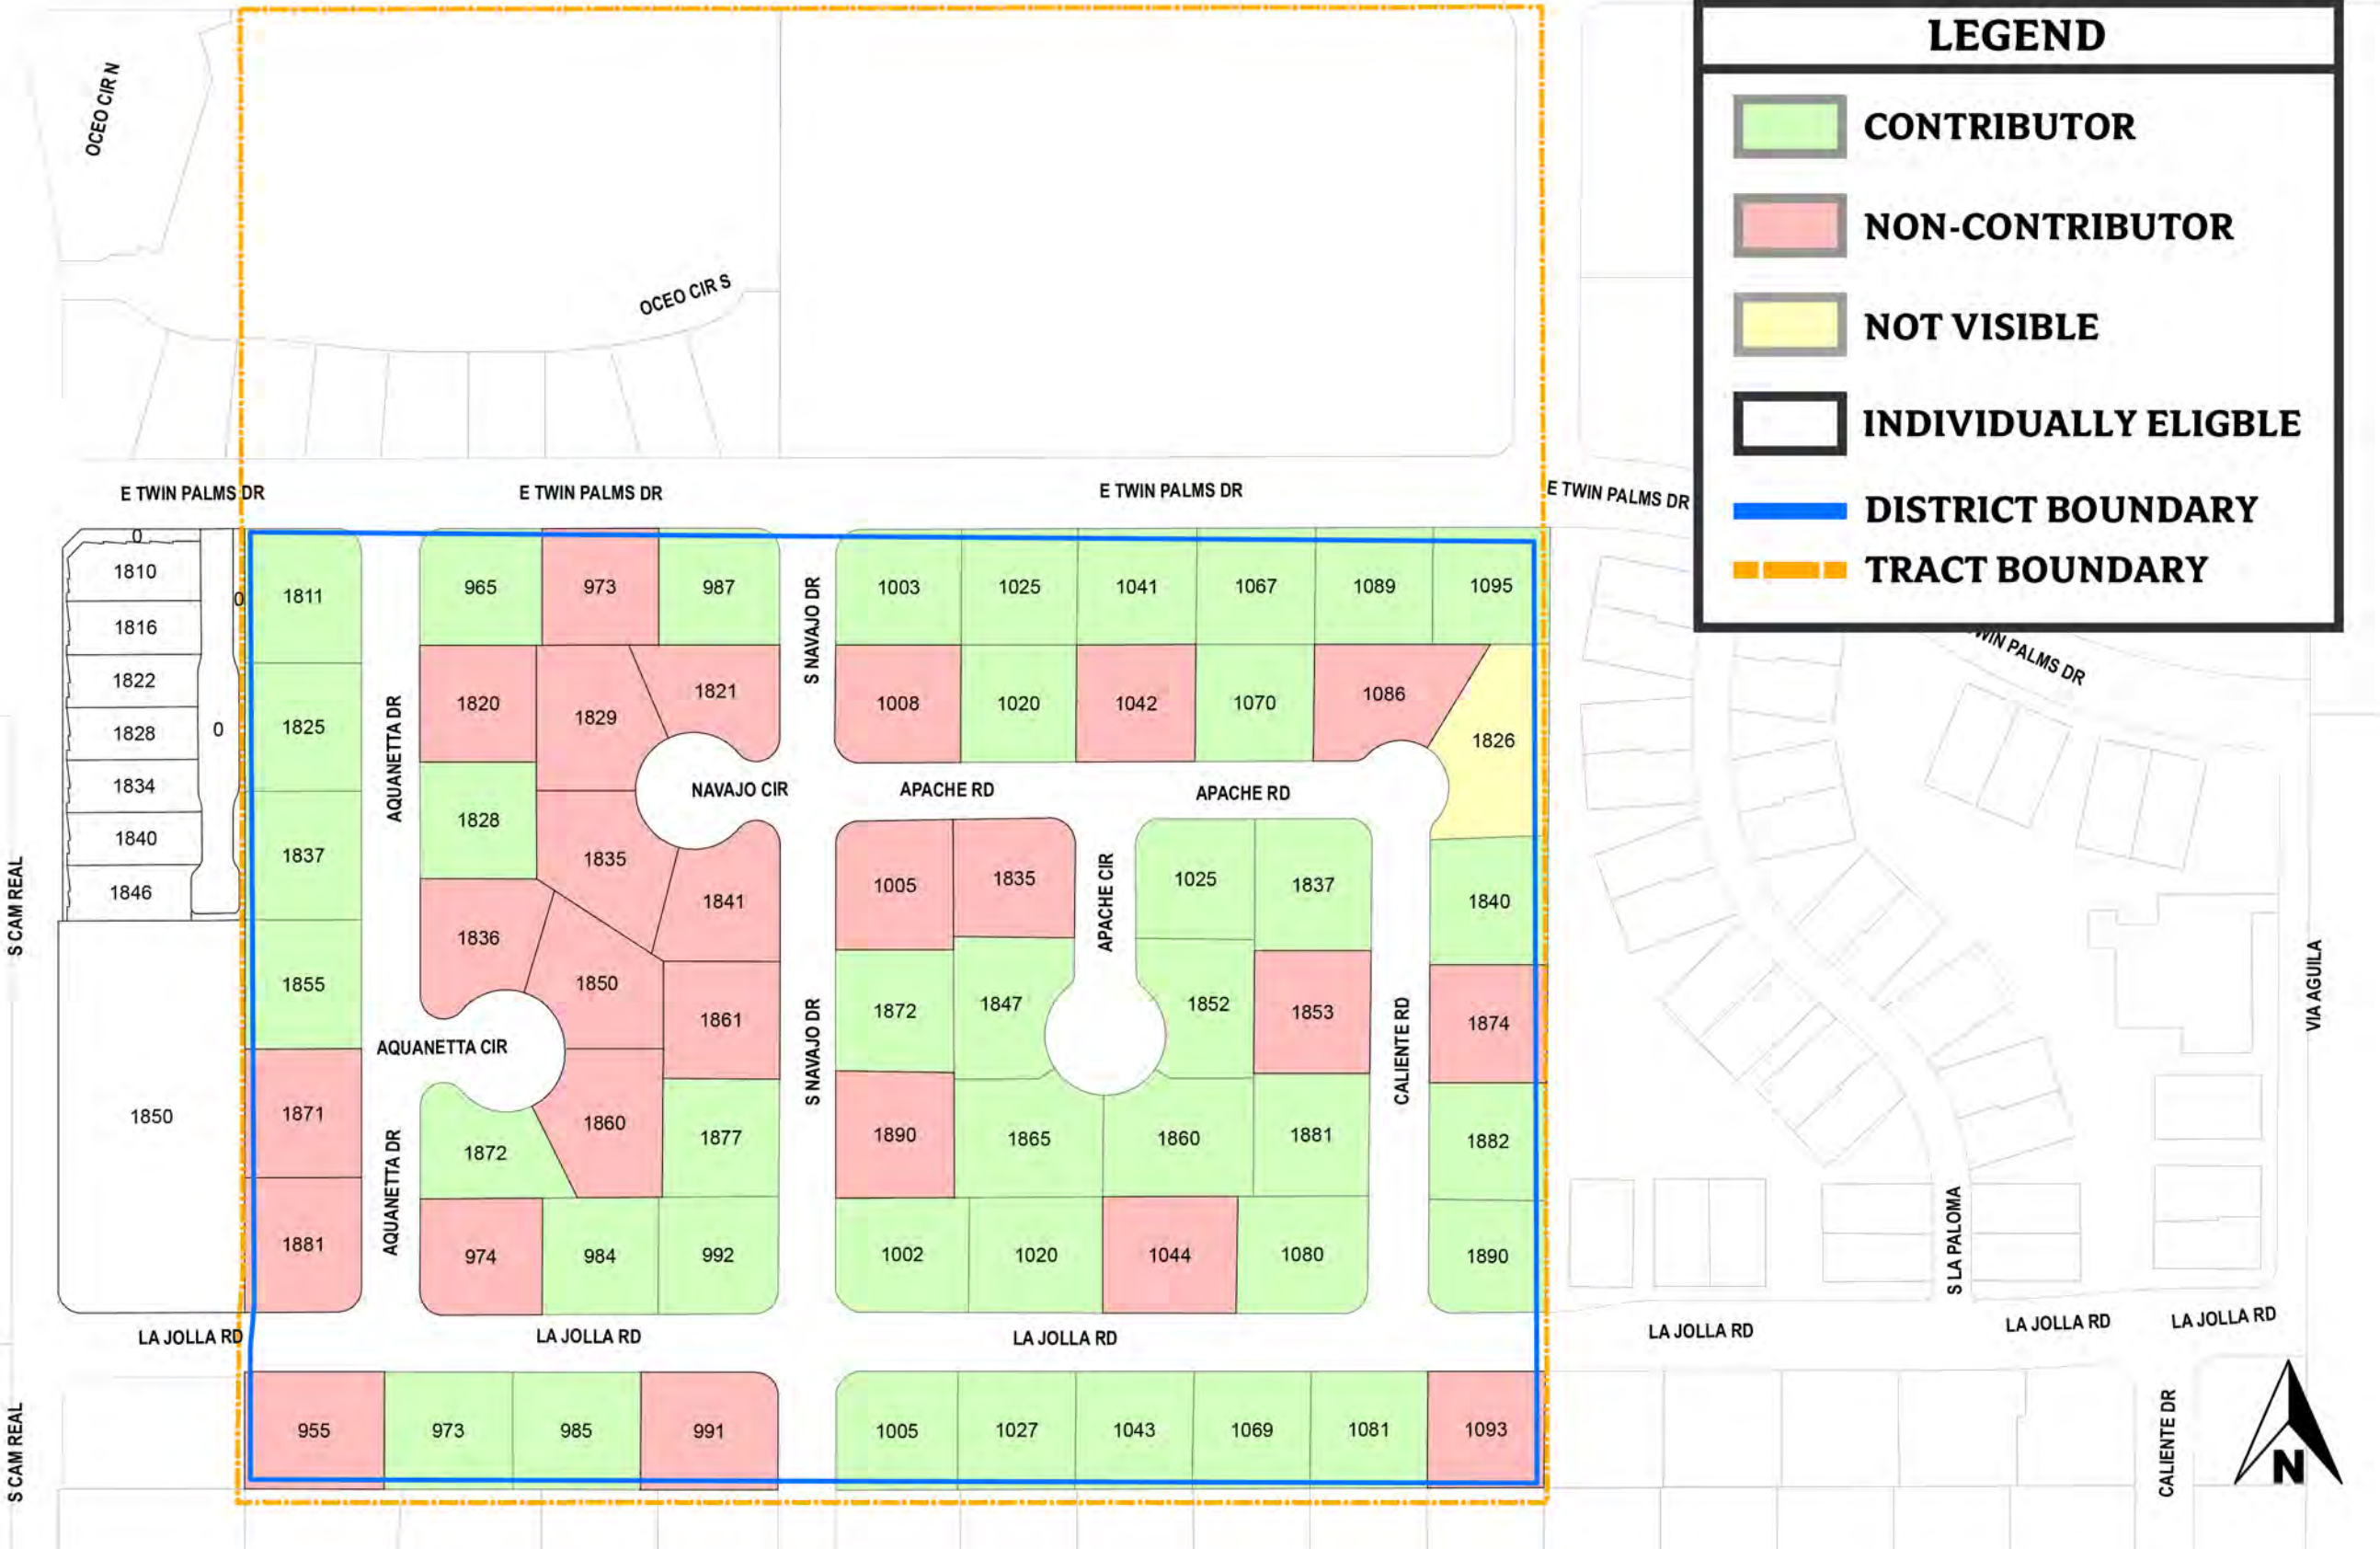 LEGEND
CONTRIBUTOR
NON-CONTRIBUTOR
NOT VISIBLE
INDIVIDUALLY ELIGBLE
DISTRICT BOUNDARY
TRACT BOUNDARY
OCEO CIR N
OCEO CIR S
E TWIN PALMS DR
E TWIN PALMS DR
E TWIN PALMS DR
E TWIN PALMS DR
WIN PALMS DR
0
1810
0
1816
1822
1828
0
1834
1840
1846
1850
1811
1825
1837
1855
1871
1881
AQUANETTA DR
AQUANETTA CIR
AQUANETTA DR
965
973
987
1820
1829
1821
1828
1835
1841
1836
1850
1861
1872
1860
1877
974
984
992
NAVAJO CIR
S NAVAJO DR
S NAVAJO DR
1003
1025
1041
1067
1089
1095
1008
1020
1042
1070
1086
1826
APACHE RD
APACHE RD
APACHE CIR
1005
1835
1025
1837
1840
1872
1847
1852
1853
1874
1890
1865
1860
1881
1882
1002
1020
1044
1080
1890
CALIENTE RD
S CAM REAL
S CAM REAL
VIA AGUILA
S LA PALOMA
LA JOLLA RD
LA JOLLA RD
LA JOLLA RD
LA JOLLA RD
LA JOLLA RD
LA JOLLA RD
955
973
985
991
1005
1027
1043
1069
1081
1093
CALIENTE DR
N